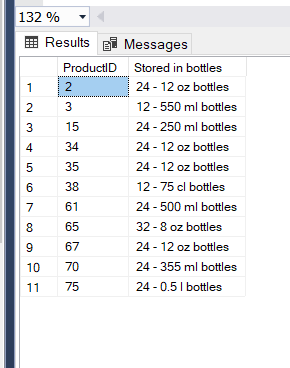 132 %
Results Messages
ProductID Stored in bottles
1 2 24 - 12 oz bottles
2 3 12 - 550 ml bottles
3 15 24 - 250 ml bottles
4 34 24 - 12 oz bottles
5 35 24 - 12 oz bottles
6 38 12 - 75 cl bottles
7 61 24 - 500 ml bottles
8 65 32 - 8 oz bottles
9 67 24 - 12 oz bottles
10 70 24 - 355 ml bottles
11 75 24 - 0.5 l bottles